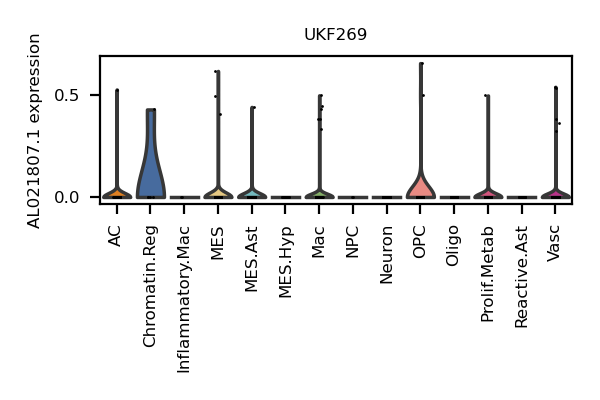 UKF269
AL021807.1 expression
0.5
0.0
AC
Chromatin.Reg
Inflammatory.Mac
MES
MES.Ast
MES.Hyp
Mac
NPC
Neuron
OPC
Oligo
Prolif.Metab
Reactive.Ast
Vasc